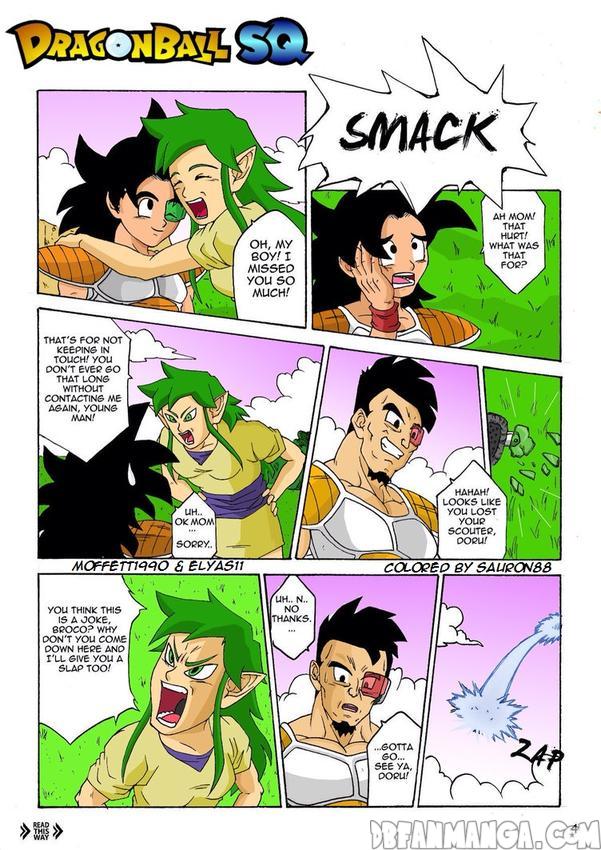 DRAGONBALL SQ
OH, MY
BOY! I
MISSED
YOU SO
MUCH!
SMACK
AH MOM!
THAT
HURT!
WHAT WAS
THAT
FOR?
THAT'S FOR NOT
KEEPING IN
TOUCH! YOU
DON'T EVER GO
THAT LONG
WITHOUT
CONTACTING ME
AGAIN, YOUNG
MAN!
UH..
OK MOM
...
SORRY..
HAHAH!
LOOKS LIKE
YOU LOST
YOUR
SCOUTER,
DORU!
MOFFETT1990 & ELYAS11
COLORED BY SAURON88
YOU THINK THIS
IS A JOKE,
BROCO? WHY
DON'T YOU COME
DOWN HERE AND
I'LL GIVE YOU A
SLAP TOO!
UH.. N..
NO
THANKS.
...
...GOTTA
GO...
SEE YA,
DORU!
ZAP
READ
THIS
WAY
4
DBFANMANGA.COM